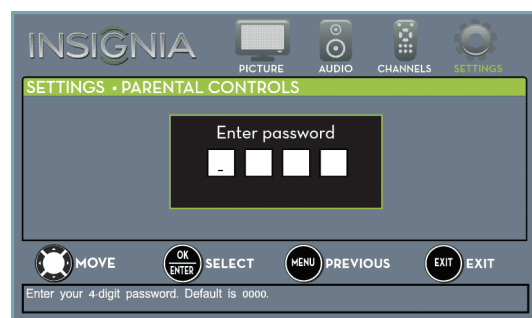 INSIGNIA
PICTURE AUDIO CHANNELS SETTINGS
SETTINGS • PARENTAL CONTROLS
Enter password
-
MOVE OK ENTER SELECT MENU PREVIOUS EXIT EXIT
Enter your 4-digit password. Default is 0000.